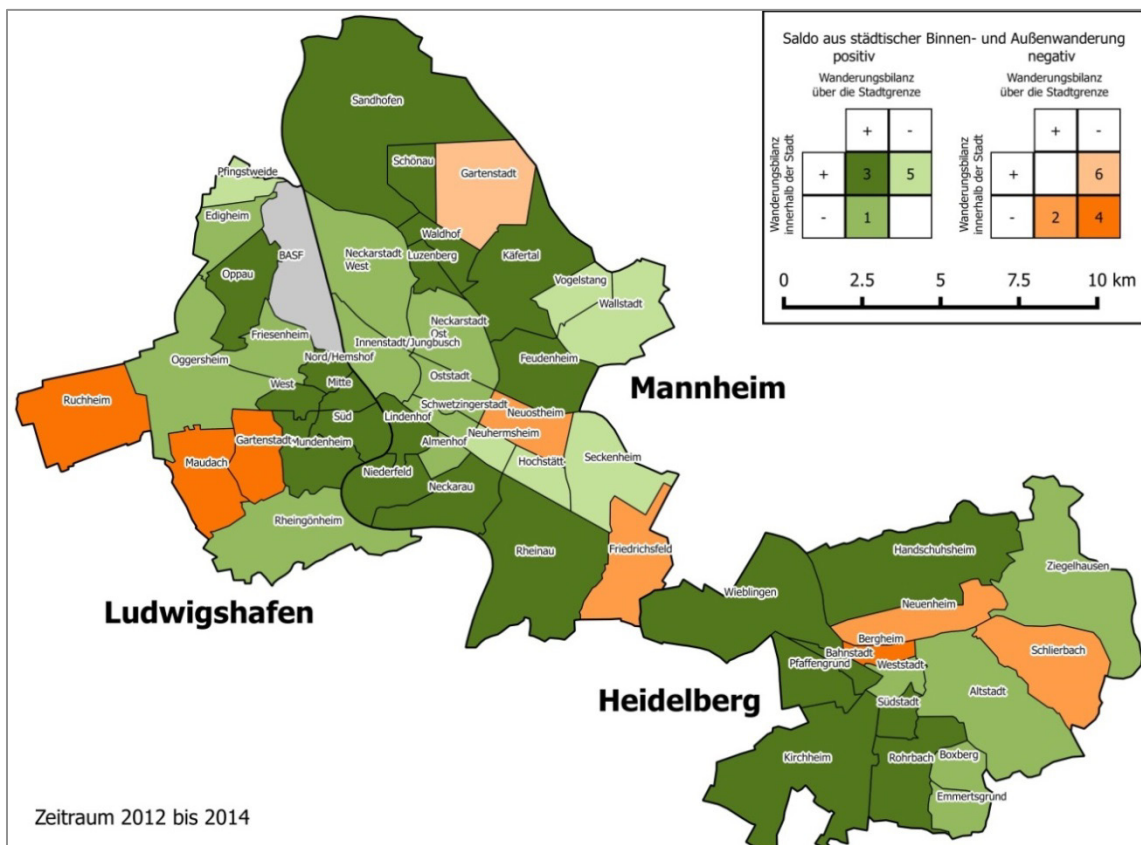 Saldo aus städtischer Binnen- und Außenwanderung
positiv negativ
Wanderungsbilanz
über die Stadtgrenze
Wanderungsbilanz
über die Stadtgrenze
Wanderungsbilanz
innerhalb der Stadt
+ -
+ 3 5
- 1
Wanderungsbilanz
innerhalb der Stadt
+ -
+ 6
- 2 4
0 2.5 5 7.5 10 km
Sandhofen
Schönau
Gartenstadt
Pfingstweide
Edigheim
BASF
Waldhof
Luzenberg
Käfertal
Neckarstadt
West
Oppau
Vogelstang
Wallstadt
Neckarstadt
Ost
Friesenheim
Innenstadt/Jungbusch
Oggersheim
Nord/Hemshof
Feudenheim
Oststadt
West
Mitte
Mannheim
Ruchheim
Schwetzingerstadt
Süd
Lindenhof
Neuostheim
Gartenstadt
Mundenheim
Almenhof
Neuhermsheim
Maudach
Hochstätt
Seckenheim
Niederfeld
Neckarau
Rheingönheim
Rheinau
Friedrichsfeld
Ludwigshafen
Handschuhsheim
Ziegelhausen
Wieblingen
Neuenheim
Bergheim
Bahnstadt
Schlierbach
Pfaffengrund
Weststadt
Altstadt
Heidelberg
Südstadt
Kirchheim
Rohrbach
Boxberg
Emmertsgrund
Zeitraum 2012 bis 2014